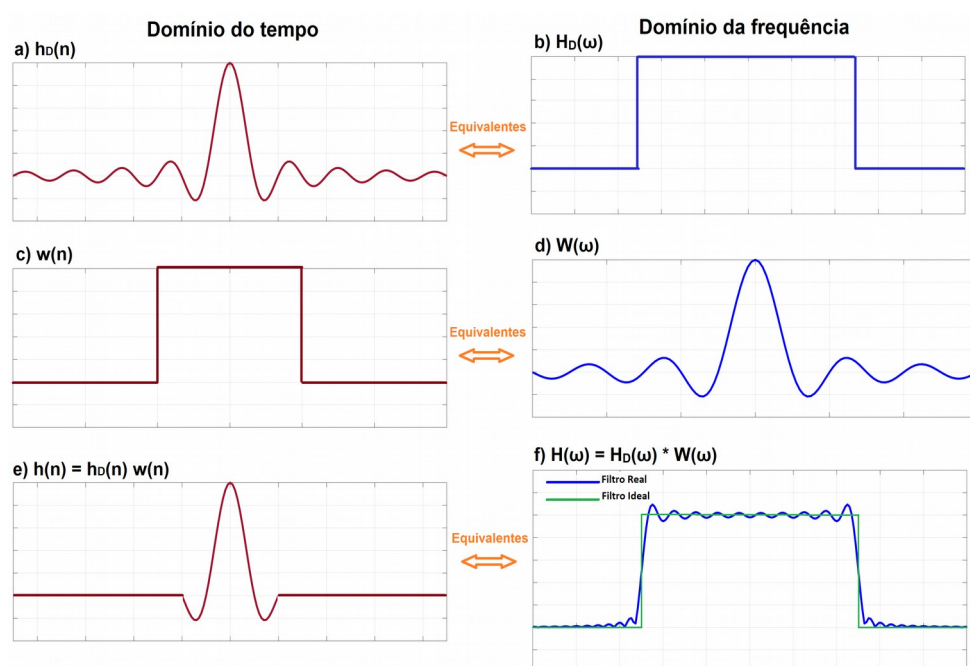 Domínio do tempo
Domínio da frequência
a) hD(n)
b) HD(ω)
Equivalentes
c) w(n)
d) W(ω)
Equivalentes
e) h(n) = hD(n) w(n)
f) H(ω) = HD(ω) * W(ω)
Filtro Real
Filtro Ideal
Equivalentes